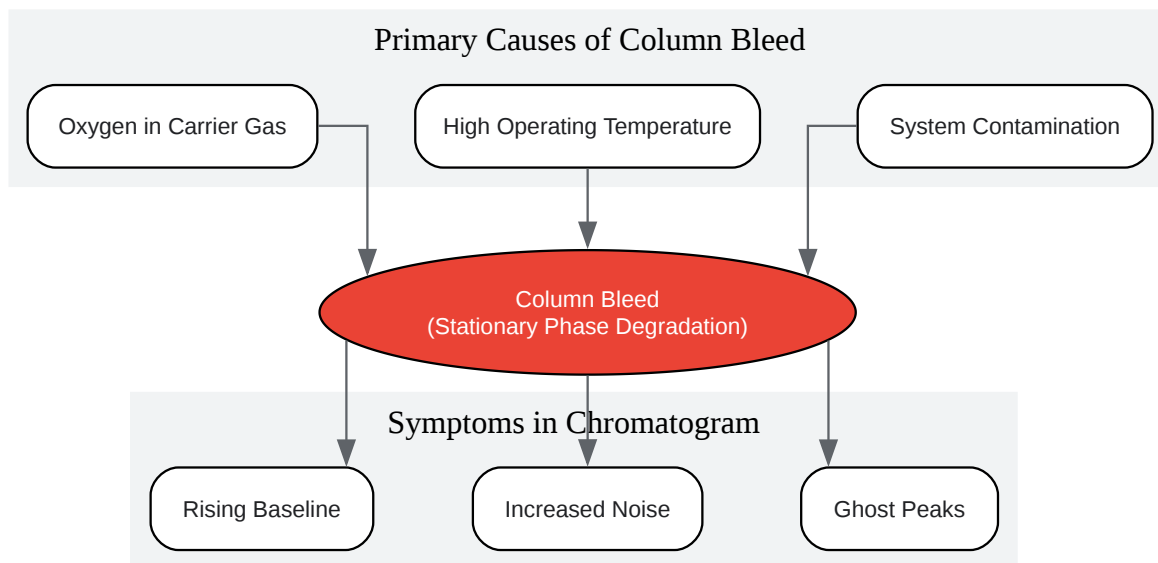 Primary Causes of Column Bleed
Oxygen in Carrier Gas
High Operating Temperature
System Contamination
Column Bleed
(Stationary Phase Degradation)
Symptoms in Chromatogram
Rising Baseline
Increased Noise
Ghost Peaks